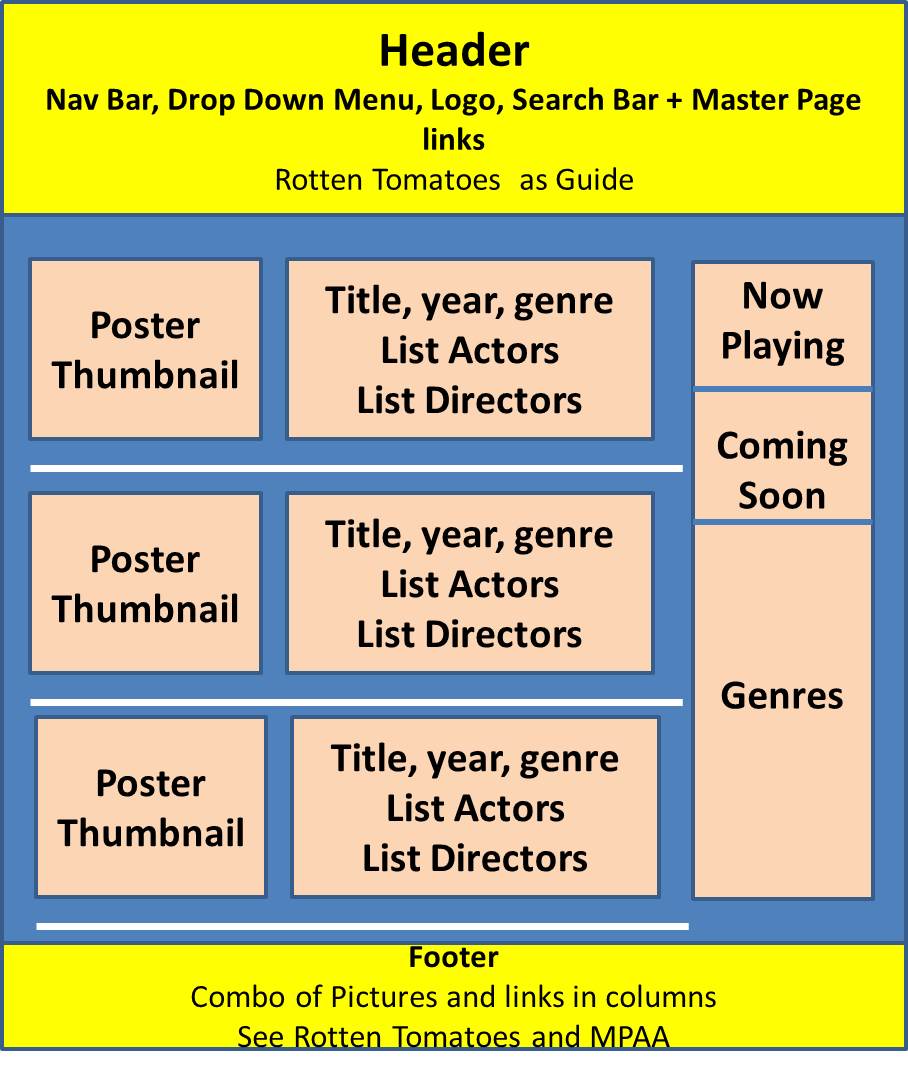 Header
Nav Bar, Drop Down Menu, Logo, Search Bar + Master Page
links
Rotten Tomatoes as Guide
Poster
Thumbnail
Title, year, genre
List Actors
List Directors
Poster
Thumbnail
Title, year, genre
List Actors
List Directors
Poster
Thumbnail
Title, year, genre
List Actors
List Directors
Now
Playing
Coming
Soon
Genres
Footer
Combo of Pictures and links in columns
See Rotten Tomatoes and MPAA